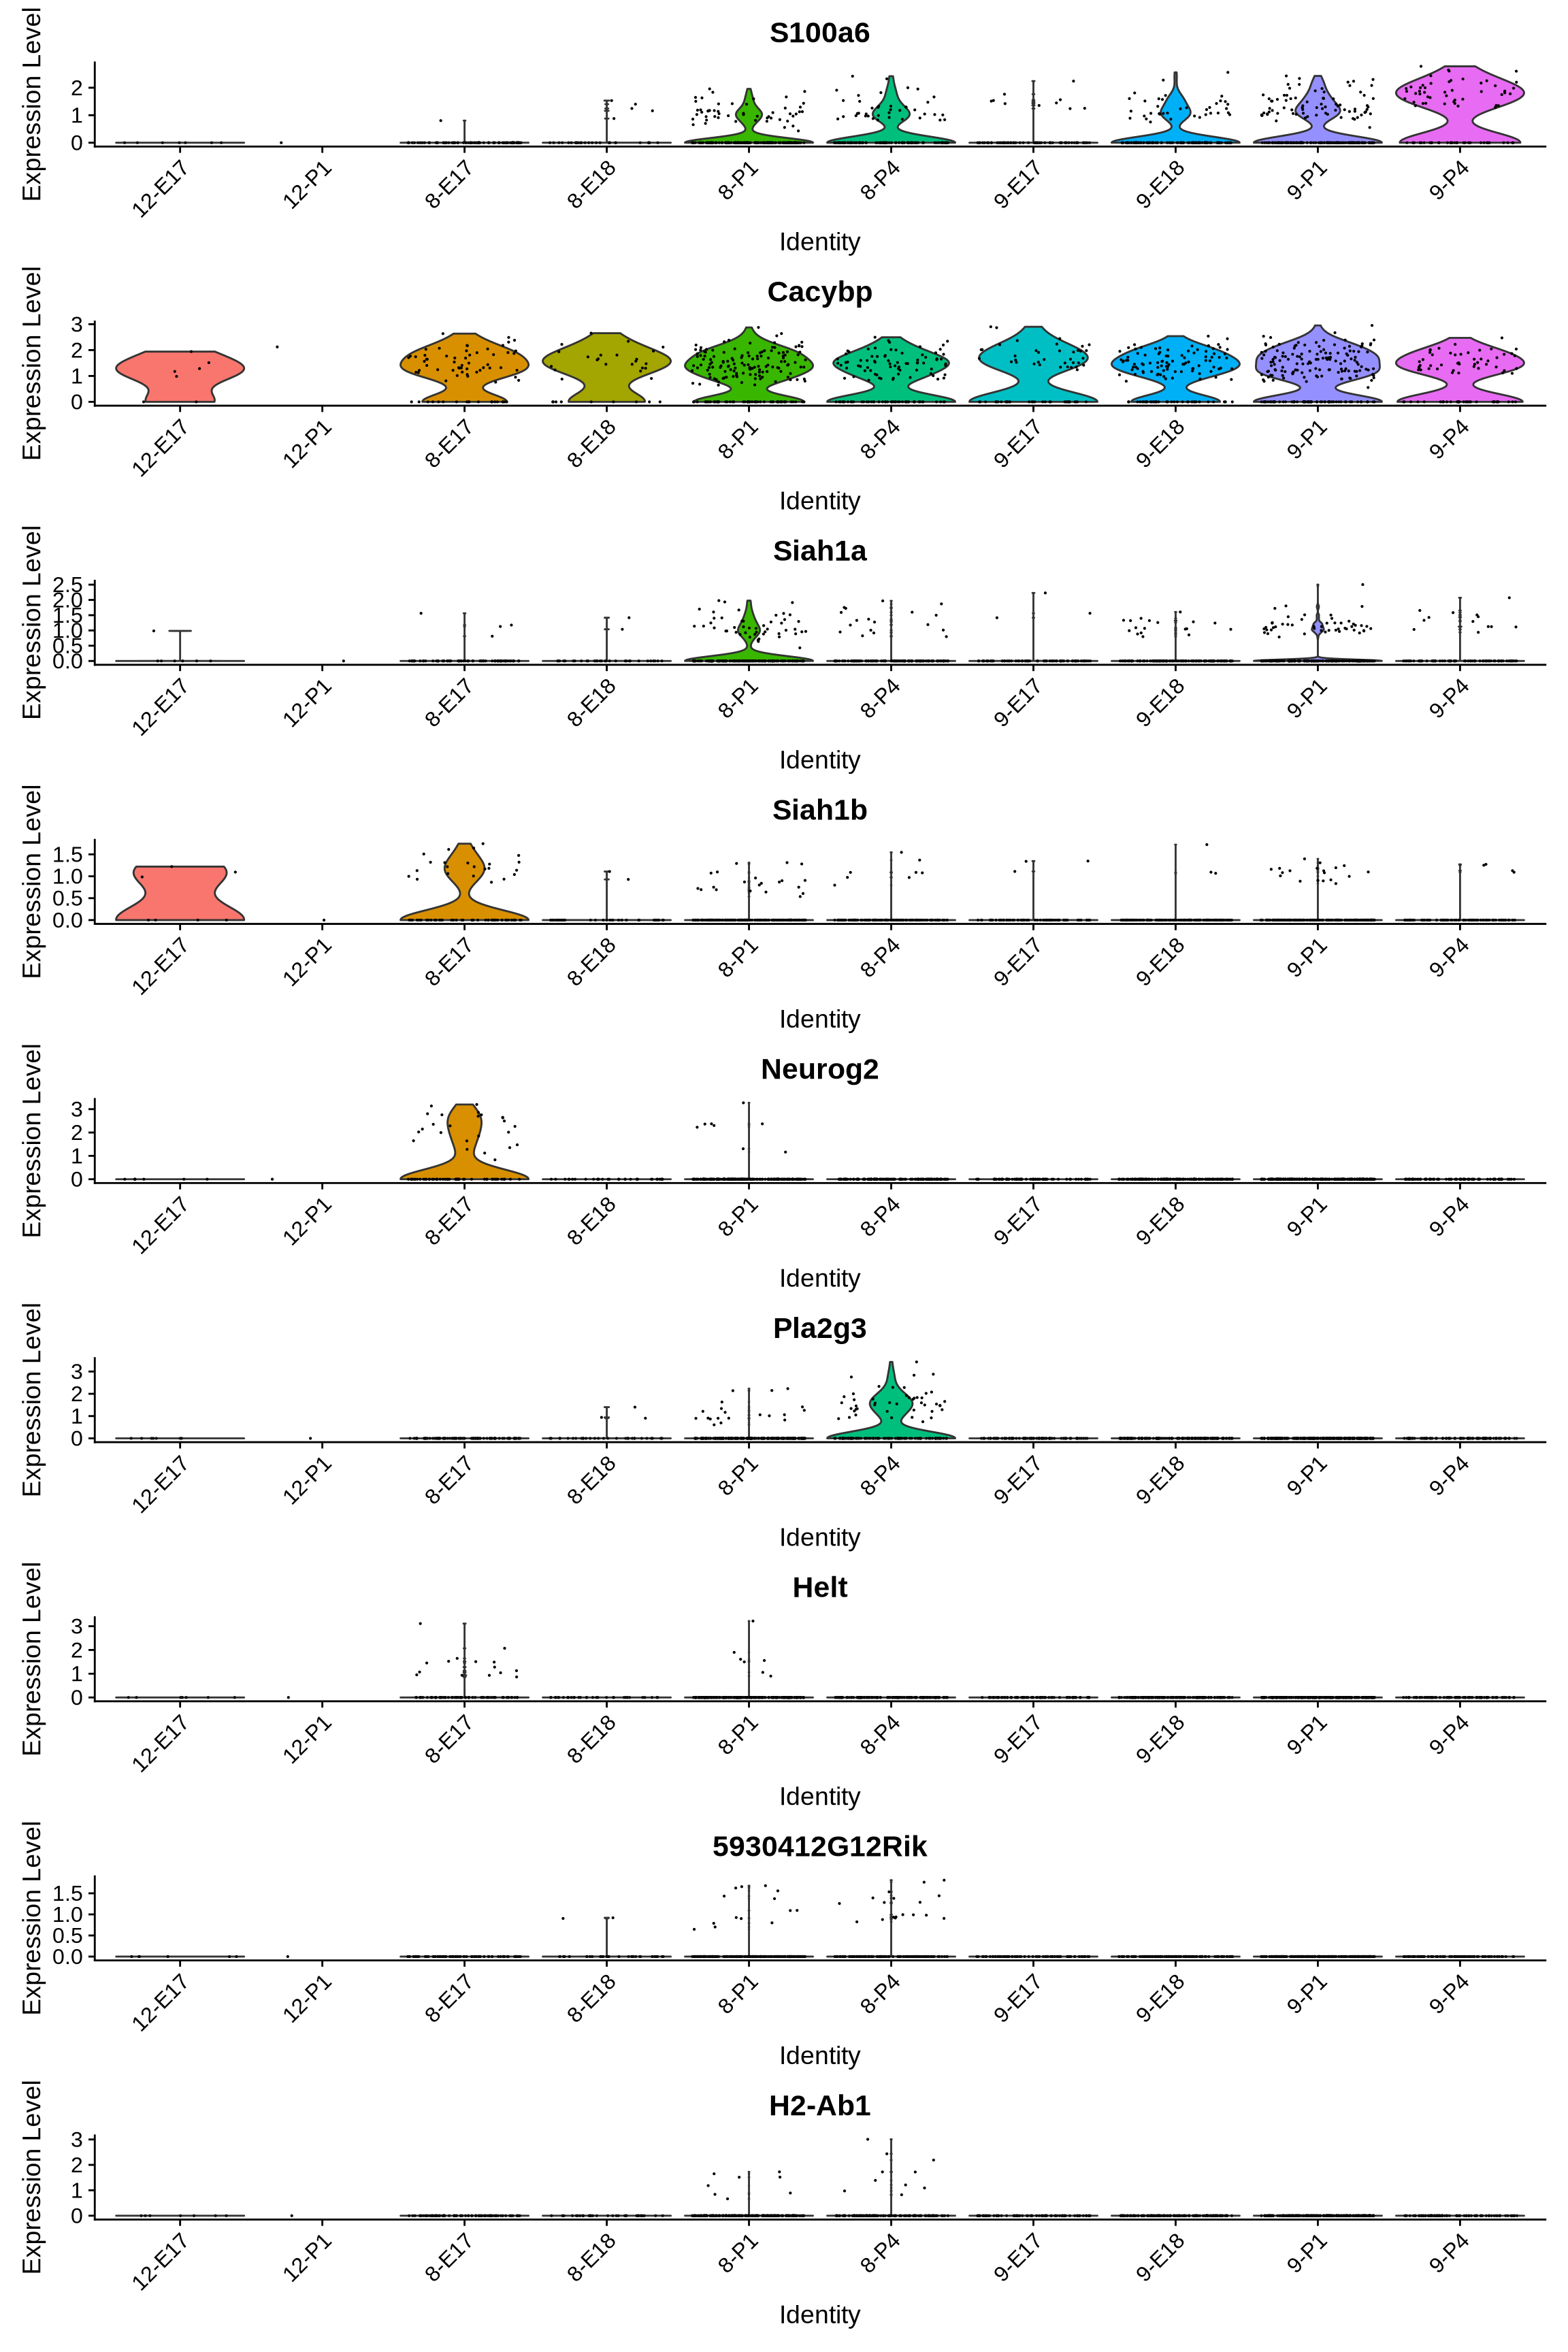 S100a6
Expression Level
2
1
0
12-E17 12-P1 8-E17 8-E18 8-P1 8-P4 9-E17 9-E18 9-P1 9-P4
Identity
Cacybp
Expression Level
3
2
1
0
12-E17 12-P1 8-E17 8-E18 8-P1 8-P4 9-E17 9-E18 9-P1 9-P4
Identity
Siah1a
Expression Level
2.5
2.0
1.5
1.0
0.5
0.0
12-E17 12-P1 8-E17 8-E18 8-P1 8-P4 9-E17 9-E18 9-P1 9-P4
Identity
Siah1b
Expression Level
1.5
1.0
0.5
0.0
12-E17 12-P1 8-E17 8-E18 8-P1 8-P4 9-E17 9-E18 9-P1 9-P4
Identity
Neurog2
Expression Level
3
2
1
0
12-E17 12-P1 8-E17 8-E18 8-P1 8-P4 9-E17 9-E18 9-P1 9-P4
Identity
Pla2g3
Expression Level
3
2
1
0
12-E17 12-P1 8-E17 8-E18 8-P1 8-P4 9-E17 9-E18 9-P1 9-P4
Identity
Helt
Expression Level
3
2
1
0
12-E17 12-P1 8-E17 8-E18 8-P1 8-P4 9-E17 9-E18 9-P1 9-P4
Identity
5930412G12Rik
Expression Level
1.5
1.0
0.5
0.0
12-E17 12-P1 8-E17 8-E18 8-P1 8-P4 9-E17 9-E18 9-P1 9-P4
Identity
H2-Ab1
Expression Level
3
2
1
0
12-E17 12-P1 8-E17 8-E18 8-P1 8-P4 9-E17 9-E18 9-P1 9-P4
Identity